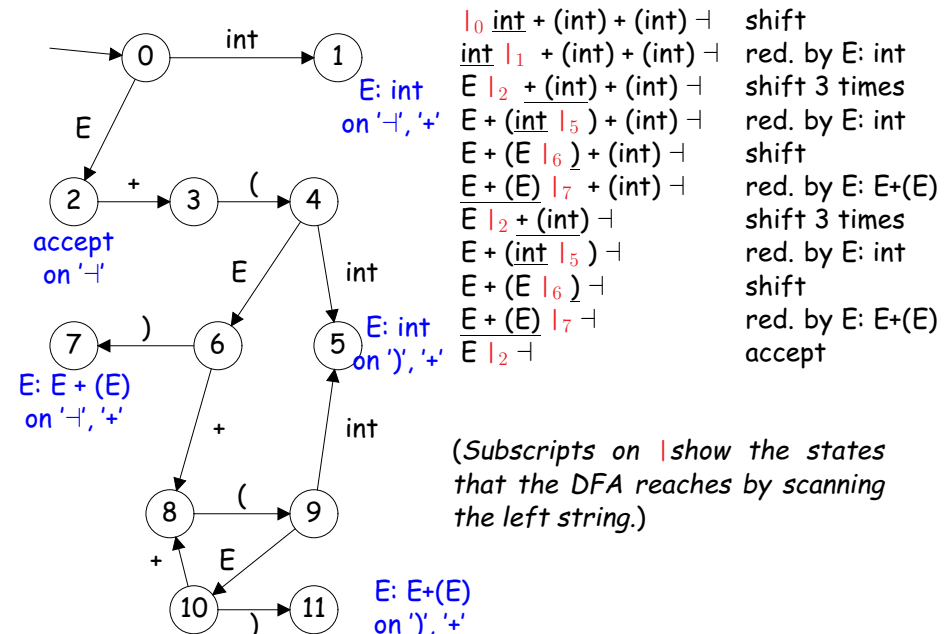 0 int 1
E: int
on '⊣', '+'
E
2 + 3 ( 4
accept
on '⊣'
E int
7 ) 6 5
E: int
on ')', '+'
E: E + (E)
on '⊣', '+'
+ int
8 ( 9
+ E
10 ) 11
E: E+(E)
on ')', '+'
|₀ int + (int) + (int) ⊣ shift
int |₁ + (int) + (int) ⊣ red. by E: int
E |₂ + (int) + (int) ⊣ shift 3 times
E + (int |₅ ) + (int) ⊣ red. by E: int
E + (E |₆ ) + (int) ⊣ shift
E + (E) |₇ + (int) ⊣ red. by E: E+(E)
E |₂ + (int) ⊣ shift 3 times
E + (int |₅ ) ⊣ red. by E: int
E + (E |₆ ) ⊣ shift
E + (E) |₇ ⊣ red. by E: E+(E)
E |₂ ⊣ accept
(Subscripts on | show the states
that the DFA reaches by scanning
the left string.)